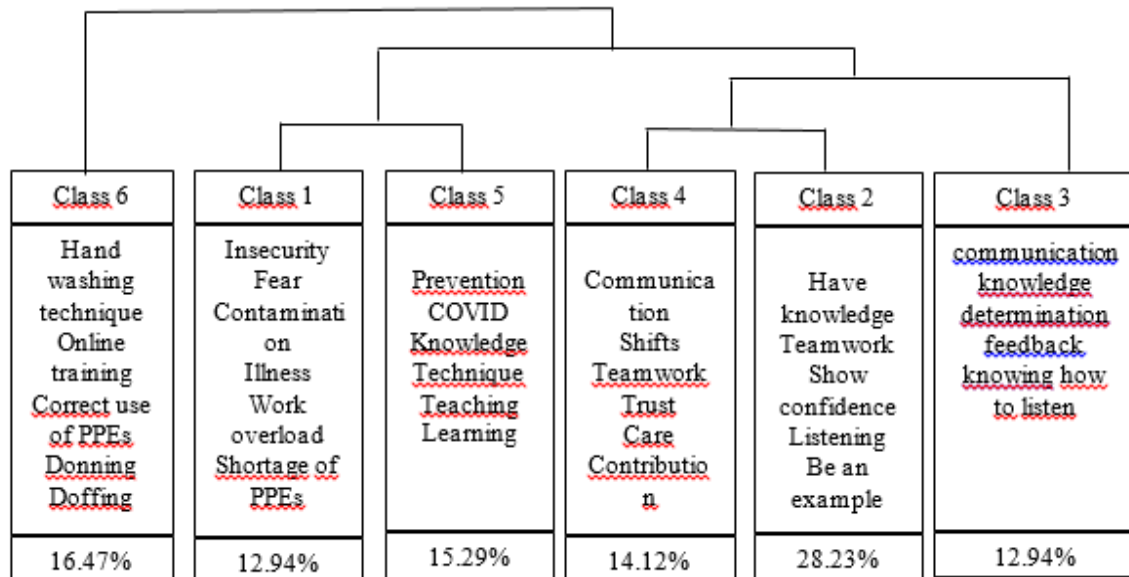 Class 6
Hand
washing
technique
Online
training
Correct use
of PPEs
Donning
Doffing
16.47%
Class 1
Insecurity
Fear
Contaminati
on
Illness
Work
overload
Shortage of
PPEs
12.94%
Class 5
Prevention
COVID
Knowledge
Technique
Teaching
Learning
15.29%
Class 4
Communica
tion
Shifts
Teamwork
Trust
Care
Contributio
n
14.12%
Class 2
Have
knowledge
Teamwork
Show
confidence
Listening
Be an
example
28.23%
Class 3
communication
knowledge
determination
feedback
knowing how
to listen
12.94%